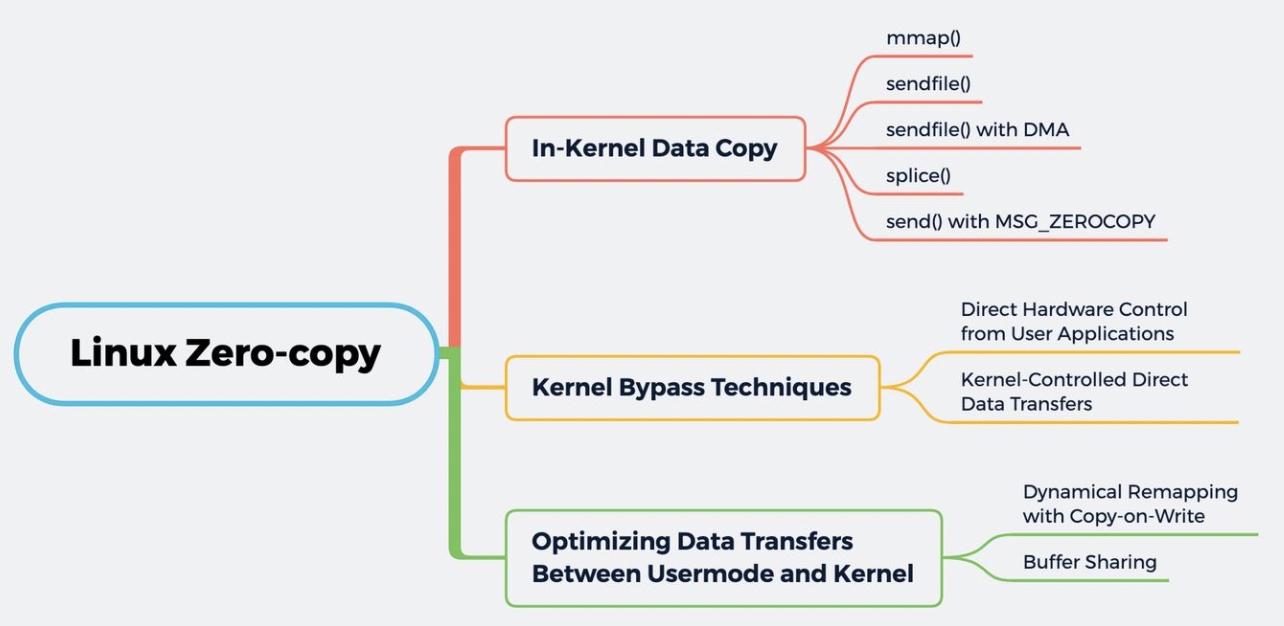 Linux Zero-copy
In-Kernel Data Copy
mmap()
sendfile()
sendfile() with DMA
splice()
send() with MSG_ZEROCOPY
Kernel Bypass Techniques
Direct Hardware Control
from User Applications
Kernel-Controlled Direct
Data Transfers
Optimizing Data Transfers
Between Usermode and Kernel
Dynamical Remapping
with Copy-on-Write
Buffer Sharing